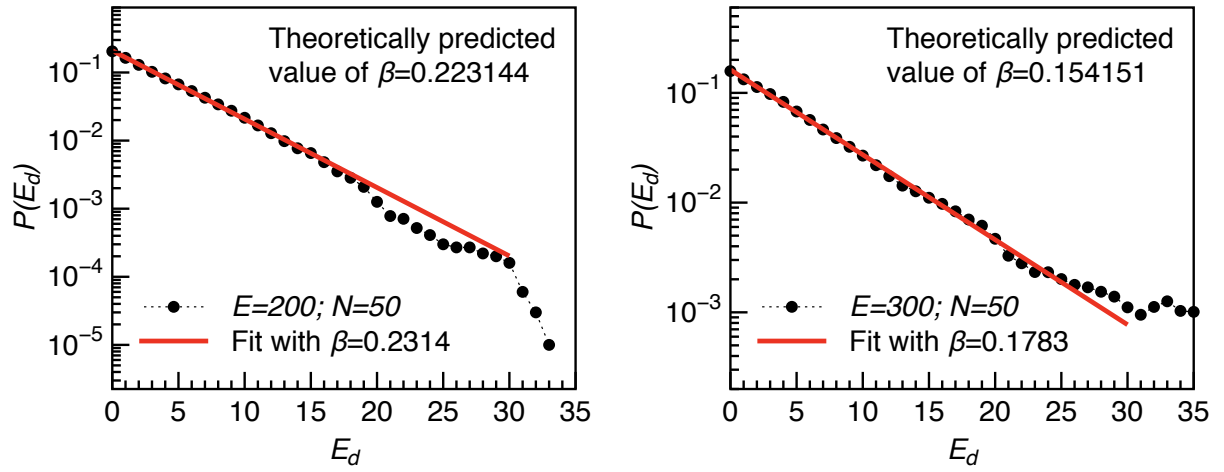 Theoretically predicted
value of β=0.223144
P(E_d)
10⁻¹
10⁻²
10⁻³
10⁻⁴
10⁻⁵
E=200; N=50
Fit with β=0.2314
0 5 10 15 20 25 30 35
E_d
Theoretically predicted
value of β=0.154151
P(E_d)
10⁻¹
10⁻²
10⁻³
E=300; N=50
Fit with β=0.1783
0 5 10 15 20 25 30 35
E_d